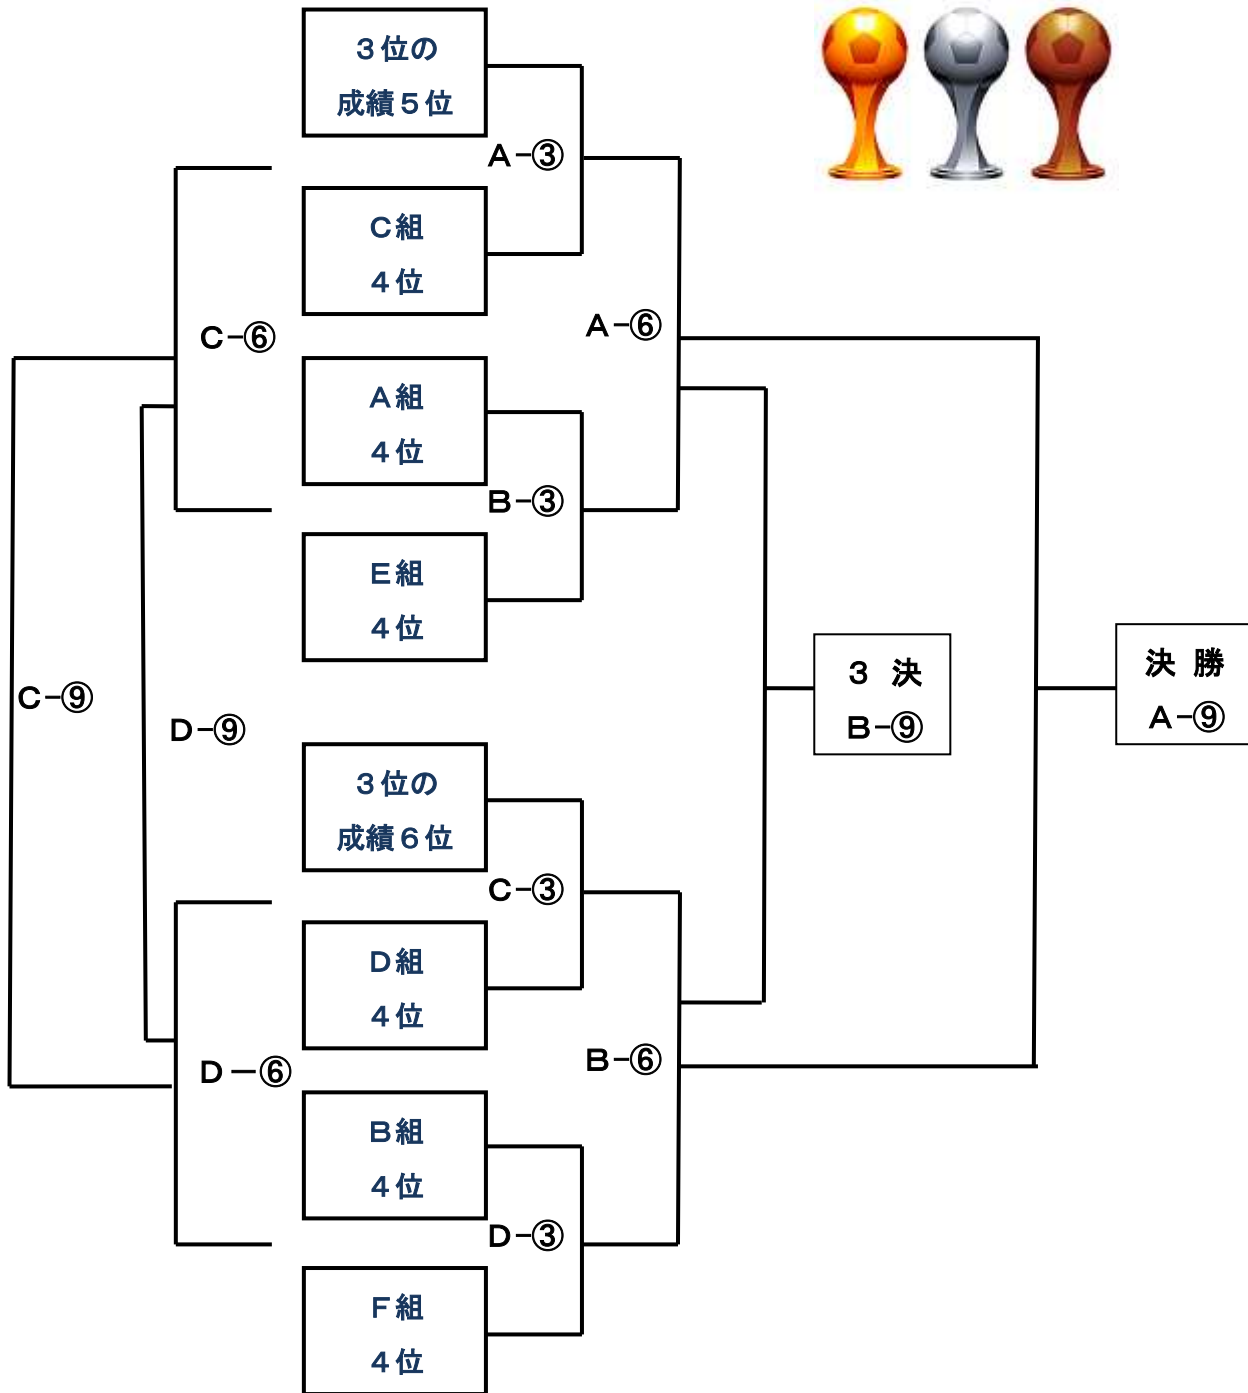 ３位の
成績５位
A－③
C組
４位
C－⑥
A－⑥
A組
４位
B－③
E組
４位
C－⑨
D－⑨
３ 決
B－⑨
決 勝
A－⑨
３位の
成績６位
C－③
D組
４位
D－⑥
B－⑥
B組
４位
D－③
F組
４位